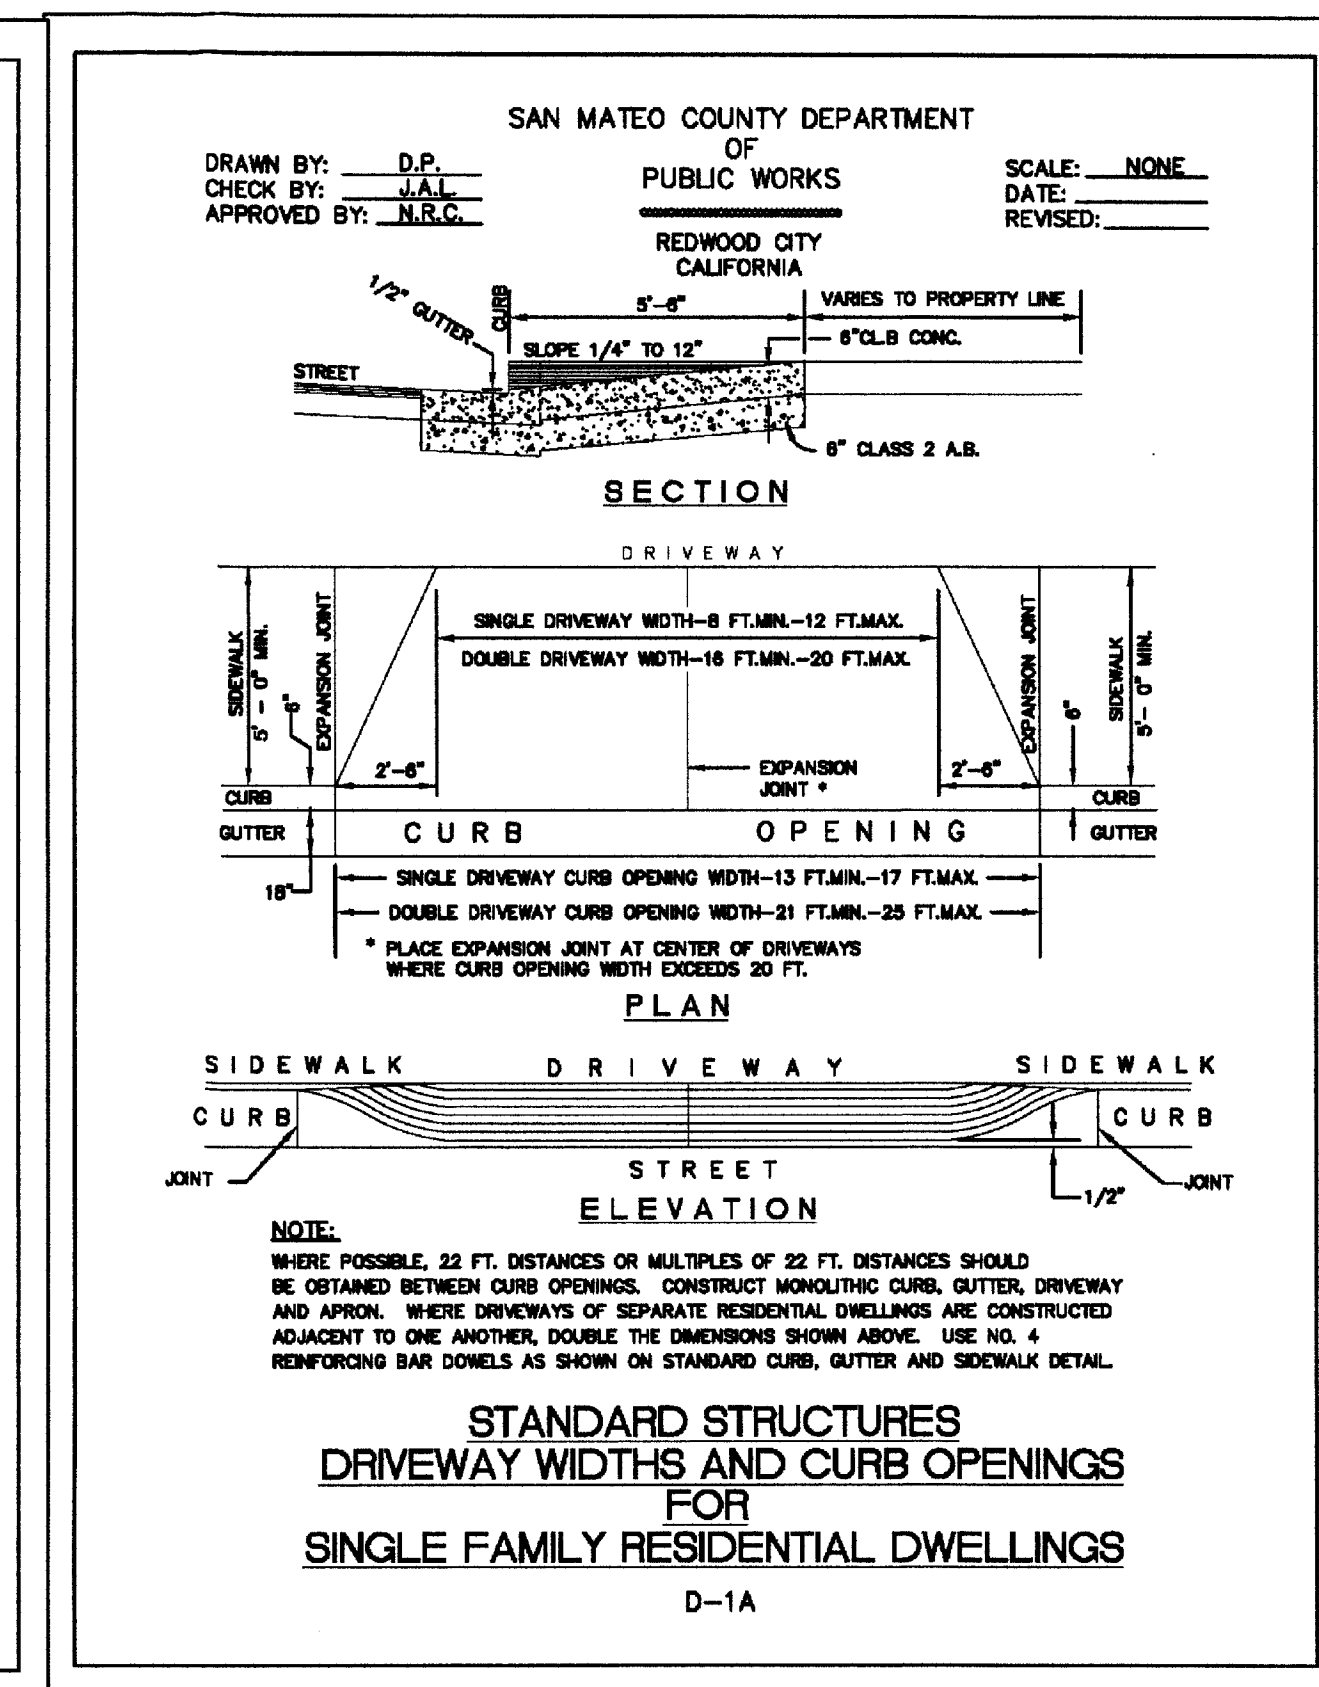 SAN MATEO COUNTY DEPARTMENT
OF
PUBLIC WORKS
REDWOOD CITY
CALIFORNIA
DRAWN BY: D.P.
CHECK BY: J.A.L.
APPROVED BY: N.R.C.
SCALE: NONE
DATE:
REVISED:
1/2" GUTTER
CURB
5'-6"
VARIES TO PROPERTY LINE
SLOPE 1/4" TO 12"
6"CL.B CONC.
STREET
6" CLASS 2 A.B.
SECTION
DRIVEWAY
SIDEWALK
5' - 0" MIN.
6"
EXPANSION JOINT
SINGLE DRIVEWAY WIDTH-8 FT.MIN.-12 FT.MAX.
DOUBLE DRIVEWAY WIDTH-16 FT.MIN.-20 FT.MAX.
EXPANSION JOINT
6"
SIDEWALK
5'- 0" MIN.
2'-6"
EXPANSION
JOINT *
2'-6"
CURB
CURB
GUTTER
CURB OPENING
GUTTER
18"
SINGLE DRIVEWAY CURB OPENING WIDTH-13 FT.MIN.-17 FT.MAX.
DOUBLE DRIVEWAY CURB OPENING WIDTH-21 FT.MIN.-25 FT.MAX.
* PLACE EXPANSION JOINT AT CENTER OF DRIVEWAYS
WHERE CURB OPENING WIDTH EXCEEDS 20 FT.
PLAN
SIDEWALK DRIVEWAY SIDEWALK
CURB
CURB
JOINT
STREET
1/2"
JOINT
ELEVATION
NOTE:
WHERE POSSIBLE, 22 FT. DISTANCES OR MULTIPLES OF 22 FT. DISTANCES SHOULD
BE OBTAINED BETWEEN CURB OPENINGS. CONSTRUCT MONOLITHIC CURB, GUTTER, DRIVEWAY
AND APRON. WHERE DRIVEWAYS OF SEPARATE RESIDENTIAL DWELLINGS ARE CONSTRUCTED
ADJACENT TO ONE ANOTHER, DOUBLE THE DIMENSIONS SHOWN ABOVE. USE NO. 4
REINFORCING BAR DOWELS AS SHOWN ON STANDARD CURB, GUTTER AND SIDEWALK DETAIL.
STANDARD STRUCTURES
DRIVEWAY WIDTHS AND CURB OPENINGS
FOR
SINGLE FAMILY RESIDENTIAL DWELLINGS
D-1A